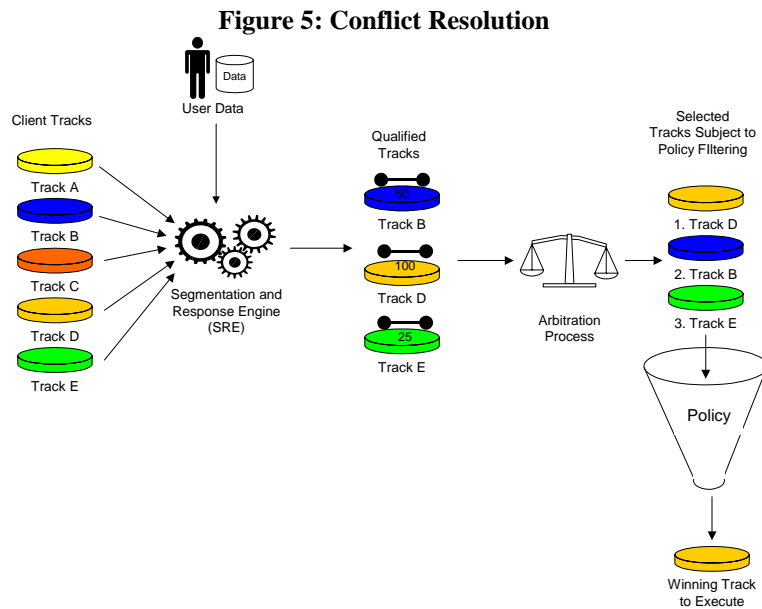 Figure 5: Conflict Resolution
Data
User Data
Client Tracks
Track A
Track B
Track C
Track D
Track E
Segmentation and
Response Engine
(SRE)
Qualified
Tracks
50
Track B
100
Track D
25
Track E
Arbitration
Process
Selected
Tracks Subject to
Policy FIltering
1. Track D
2. Track B
3. Track E
Policy
Winning Track
to Execute